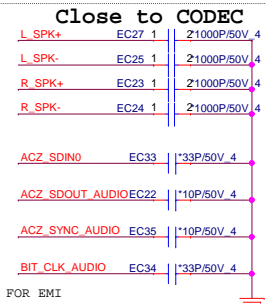 Close to CODEC
L_SPK+ EC27 1 2 *1000P/50V_4
L_SPK- EC25 1 2 *1000P/50V_4
R_SPK+ EC23 1 2 *1000P/50V_4
R_SPK- EC24 1 2 *1000P/50V_4
ACZ_SDIN0 EC33 *33P/50V_4
ACZ_SDOUT_AUDIO EC22 *10P/50V_4
ACZ_SYNC_AUDIO EC35 *10P/50V_4
BIT_CLK_AUDIO EC34 *33P/50V_4
FOR EMI